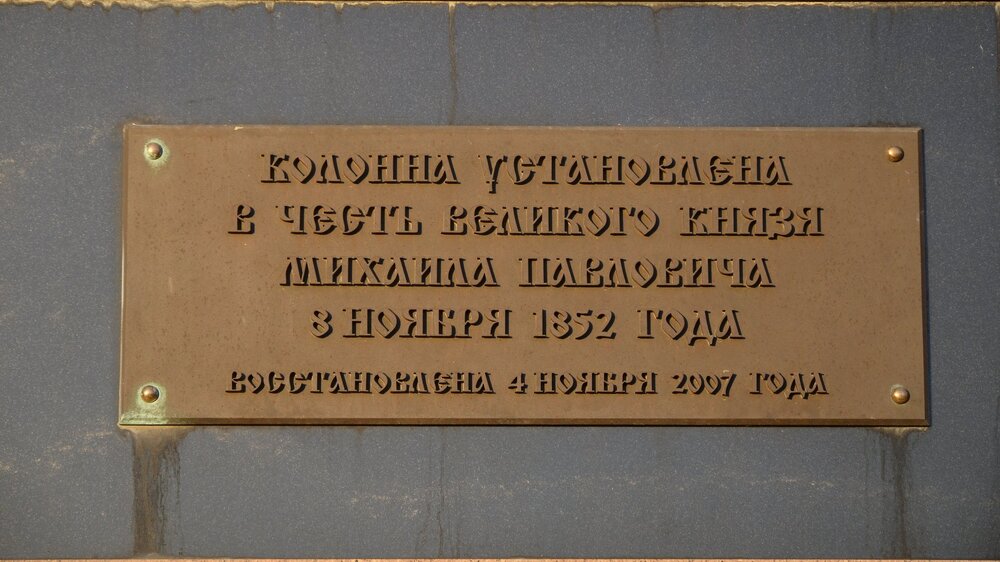 КОЛОННА УСТАНОВЛЕНА
В ЧЕСТЬ ВЕЛИКОГО КНЯЗЯ
МИХАИЛА ПАВЛОВИЧА
8 НОЯБРЯ 1852 ГОДА
ВОССТАНОВЛЕНА 4 НОЯБРЯ 2007 ГОДА